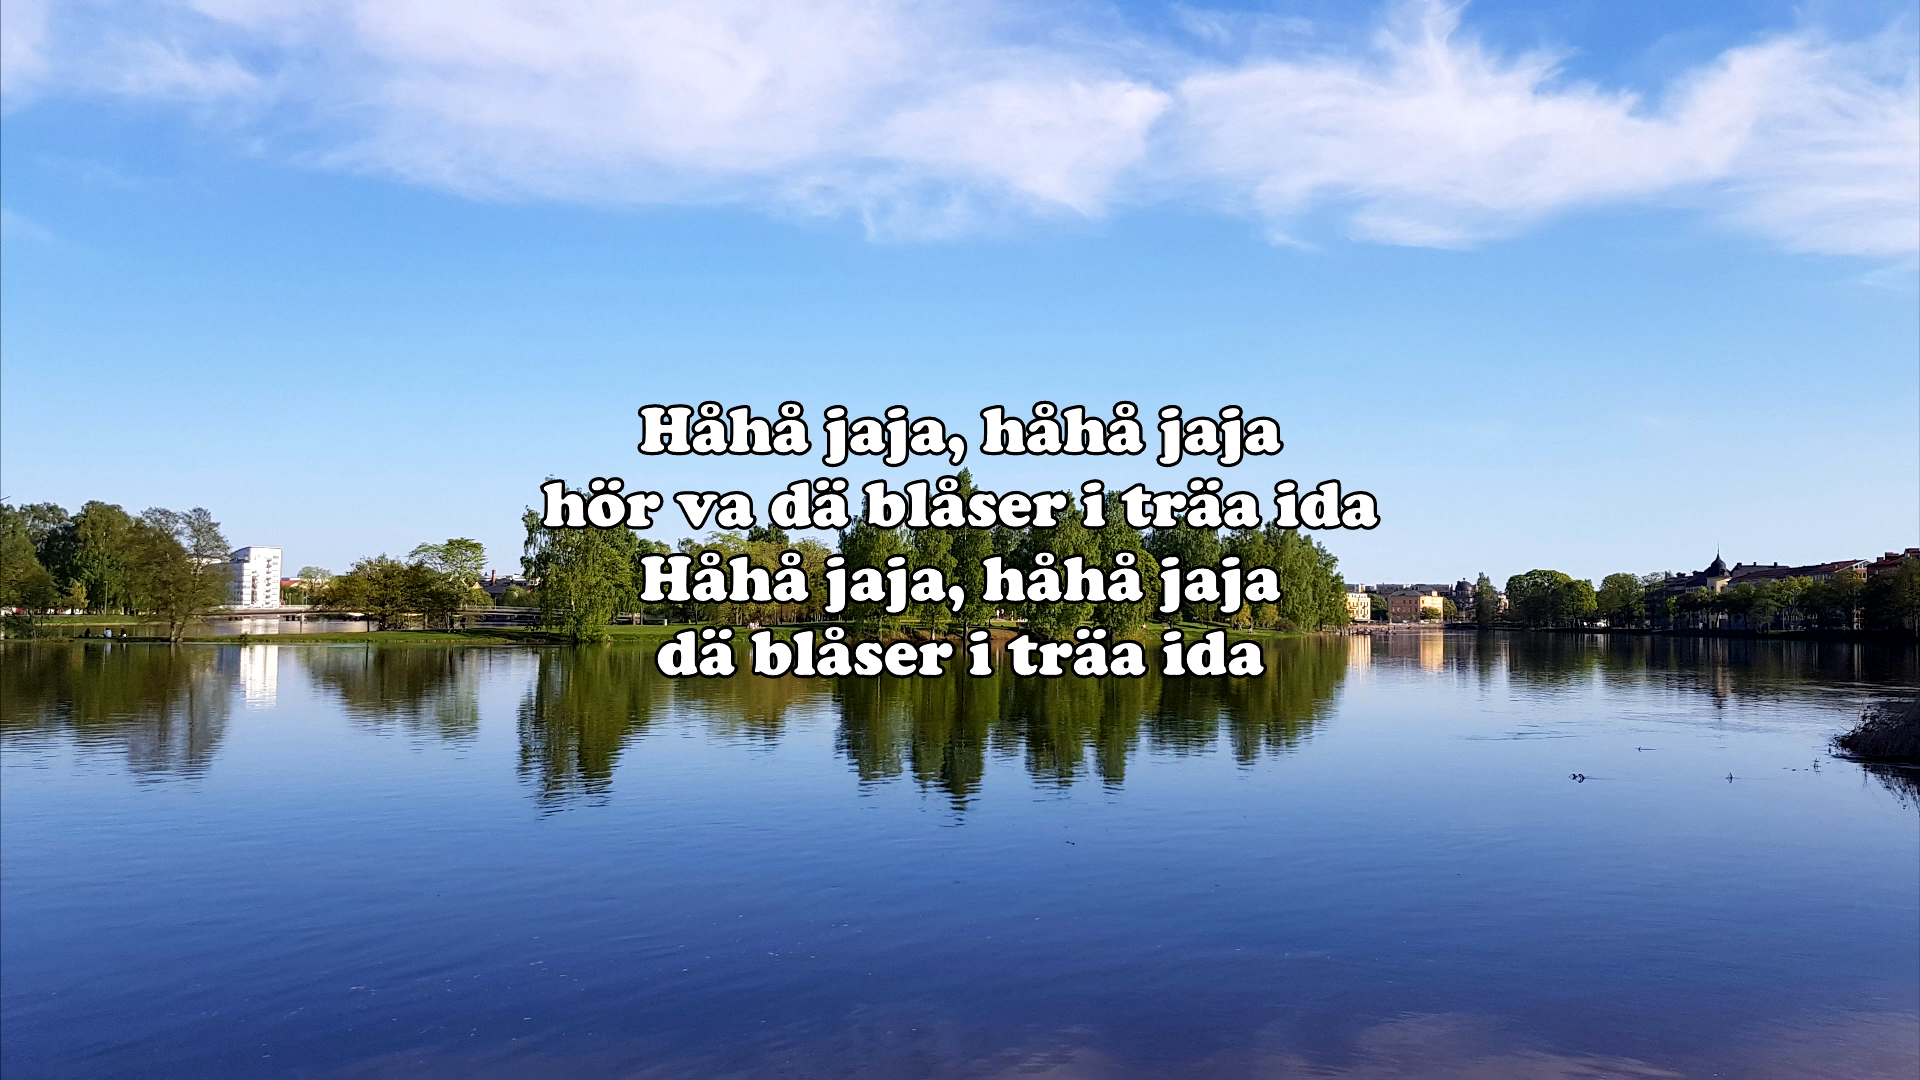 Håhå jaja, håhå jaja
hör va dä blåser i träa ida
Håhå jaja, håhå jaja
dä blåser i träa ida